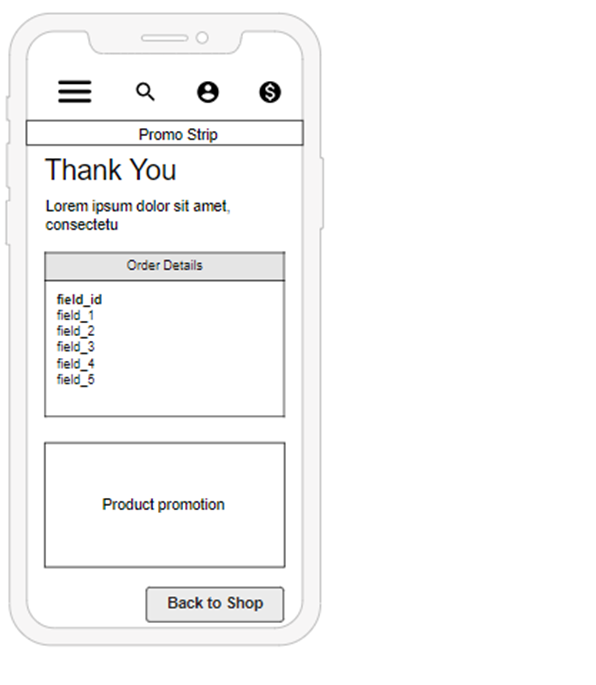 Promo Strip
Thank You
Lorem ipsum dolor sit amet,
consectetu
Order Details
field_id
field_1
field_2
field_3
field_4
field_5
Product promotion
Back to Shop